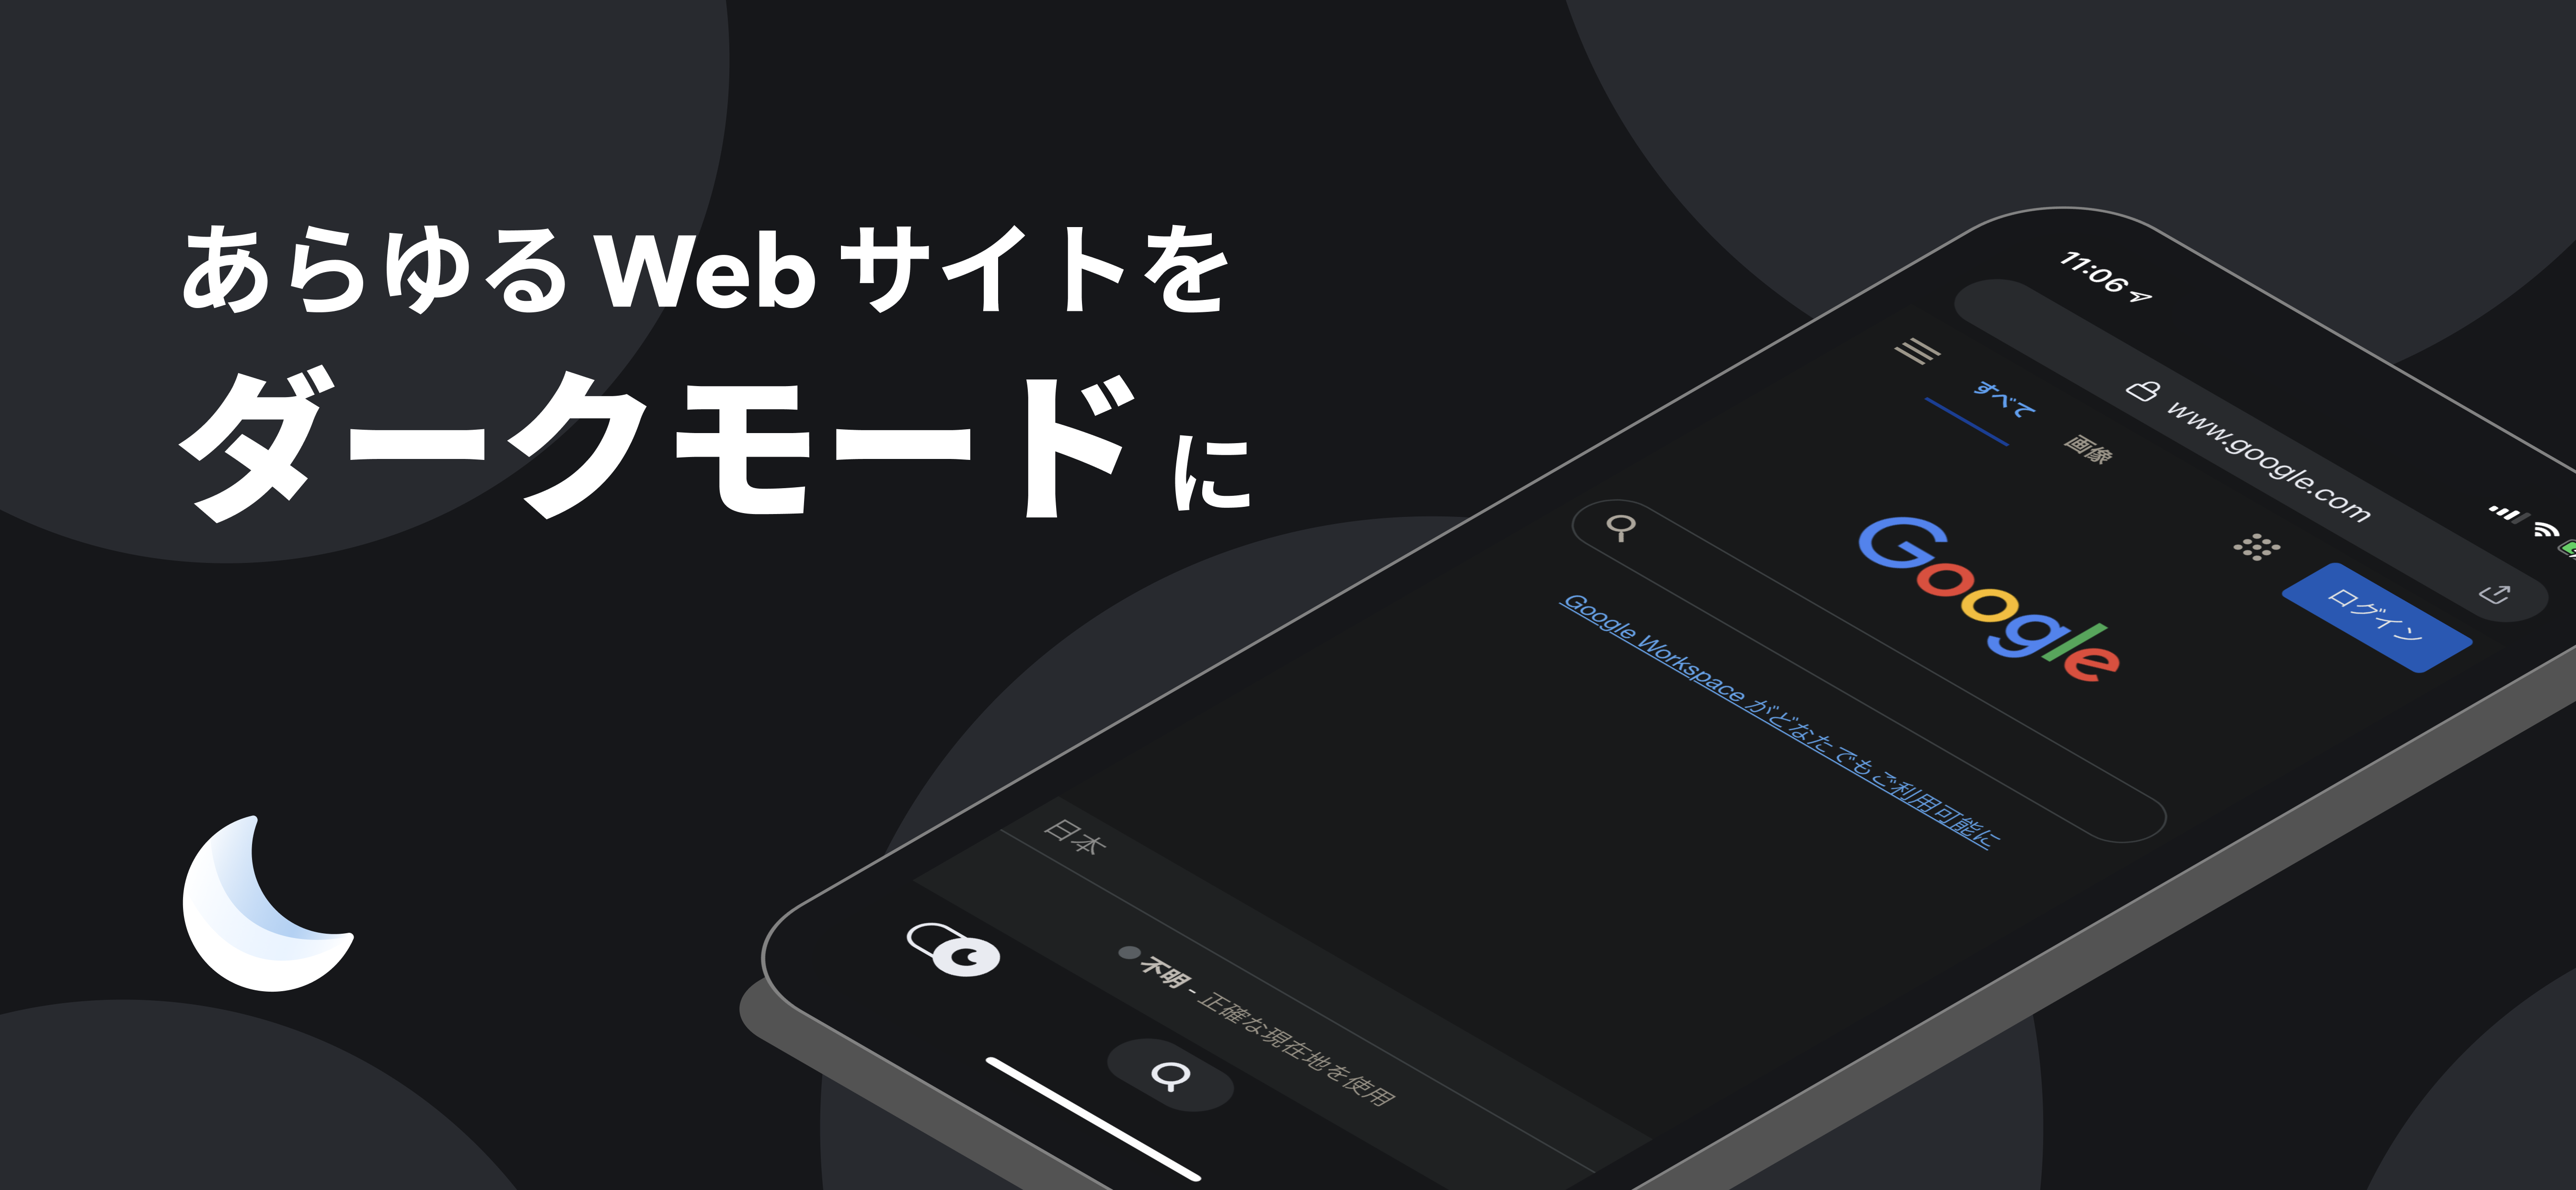 あらゆる Web サイトを
ダークモード に
11:06
www.google.com
すべて
画像
ログイン
Google
Google Workspace がどなたでもご利用可能に
日本
不明 - 正確な現在地を使用